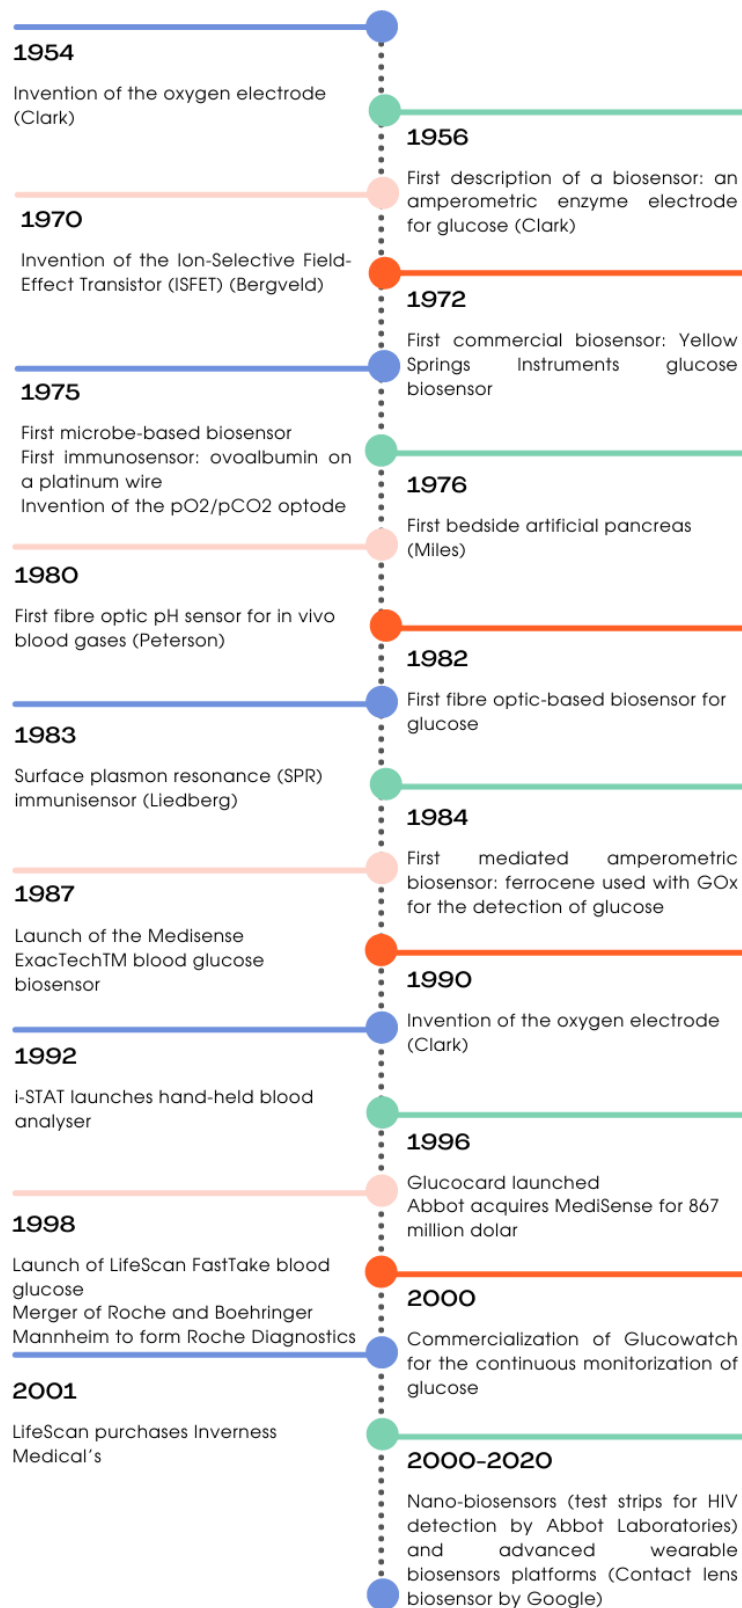 1954
Invention of the oxygen electrode
(Clark)
1956
First description of a biosensor: an
amperometric enzyme electrode
for glucose (Clark)
1970
Invention of the Ion-Selective Field-
Effect Transistor (ISFET) (Bergveld)
1972
First commercial biosensor: Yellow
Springs Instruments glucose
biosensor
1975
First microbe-based biosensor
First immunosensor: ovoalbumin on
a platinum wire
Invention of the pO2/pCO2 optode
1976
First bedside artificial pancreas
(Miles)
1980
First fibre optic pH sensor for in vivo
blood gases (Peterson)
1982
First fibre optic-based biosensor for
glucose
1983
Surface plasmon resonance (SPR)
immunisensor (Liedberg)
1984
First mediated amperometric
biosensor: ferrocene used with GOx
for the detection of glucose
1987
Launch of the Medisense
ExacTechTM blood glucose
biosensor
1990
Invention of the oxygen electrode
(Clark)
1992
i-STAT launches hand-held blood
analyser
1996
Glucocard launched
Abbot acquires MediSense for 867
million dolar
1998
Launch of LifeScan FastTake blood
glucose
Merger of Roche and Boehringer
Mannheim to form Roche Diagnostics
2000
Commercialization of Glucowatch
for the continuous monitorization of
glucose
2001
LifeScan purchases Inverness
Medical's
2000-2020
Nano-biosensors (test strips for HIV
detection by Abbot Laboratories)
and advanced wearable
biosensors platforms (Contact lens
biosensor by Google)